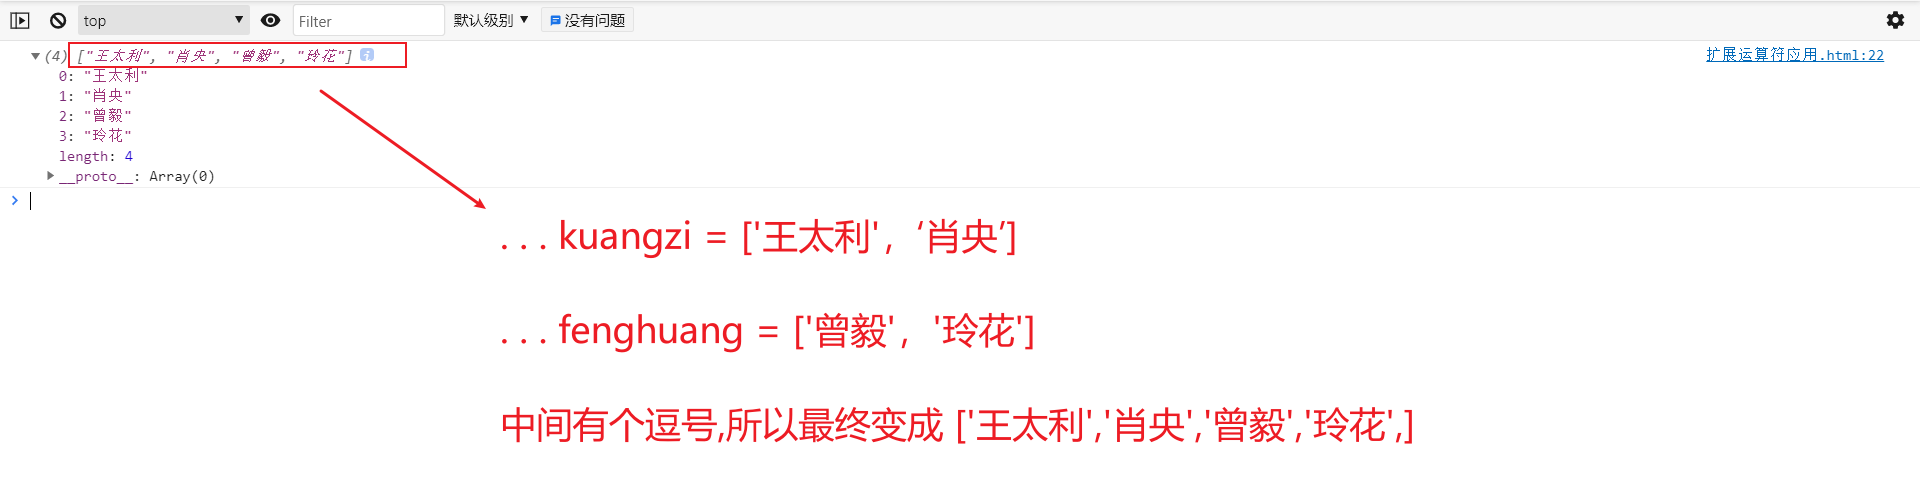 top Filter 默认级别 没有问题
(4) ["王太利", "肖央", "曾毅", "玲花"] i 扩展运算符应用.html:22
0: "王太利"
1: "肖央"
2: "曾毅"
3: "玲花"
length: 4
__proto__: Array(0)
. . . kuangzi = ['王太利'，‘肖央’]
. . . fenghuang = ['曾毅'，'玲花']
中间有个逗号,所以最终变成 ['王太利','肖央','曾毅','玲花',]